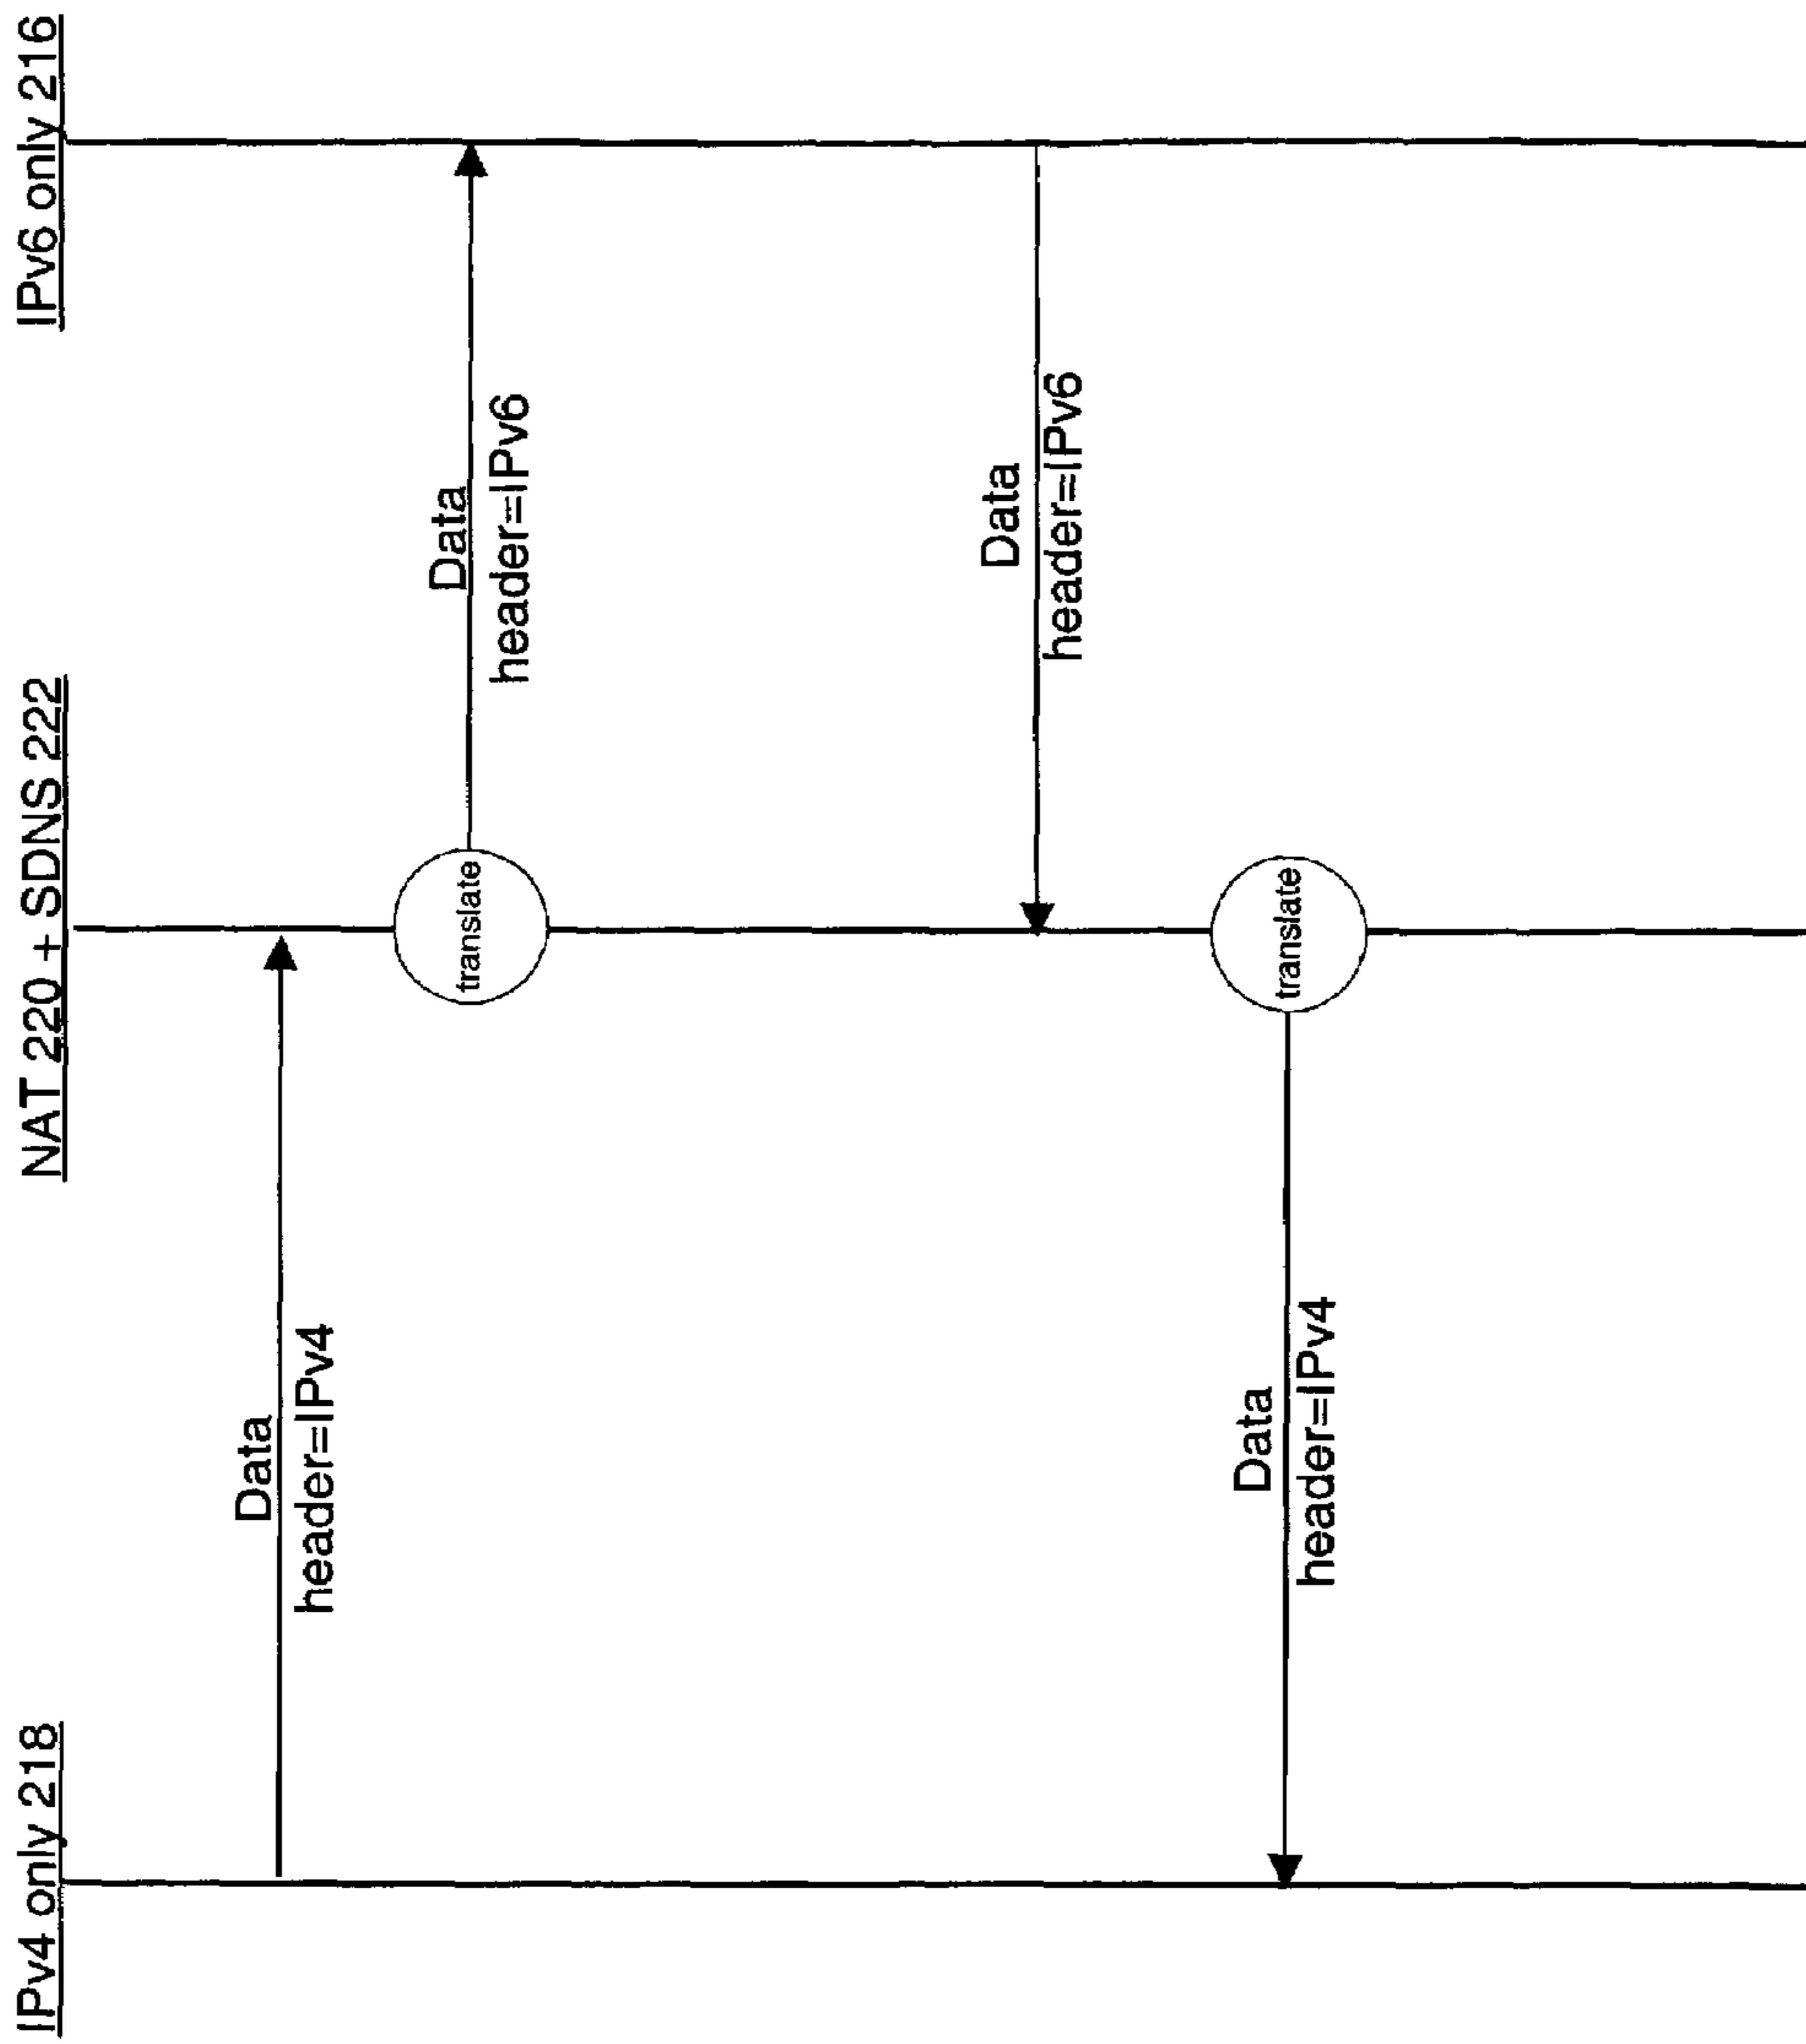 IPv4 only 218
NAT 220 + SDNS 222
IPv6 only 216
Data
header=IPv4
translate
Data
header=IPv6
Data
header=IPv6
translate
Data
header=IPv4